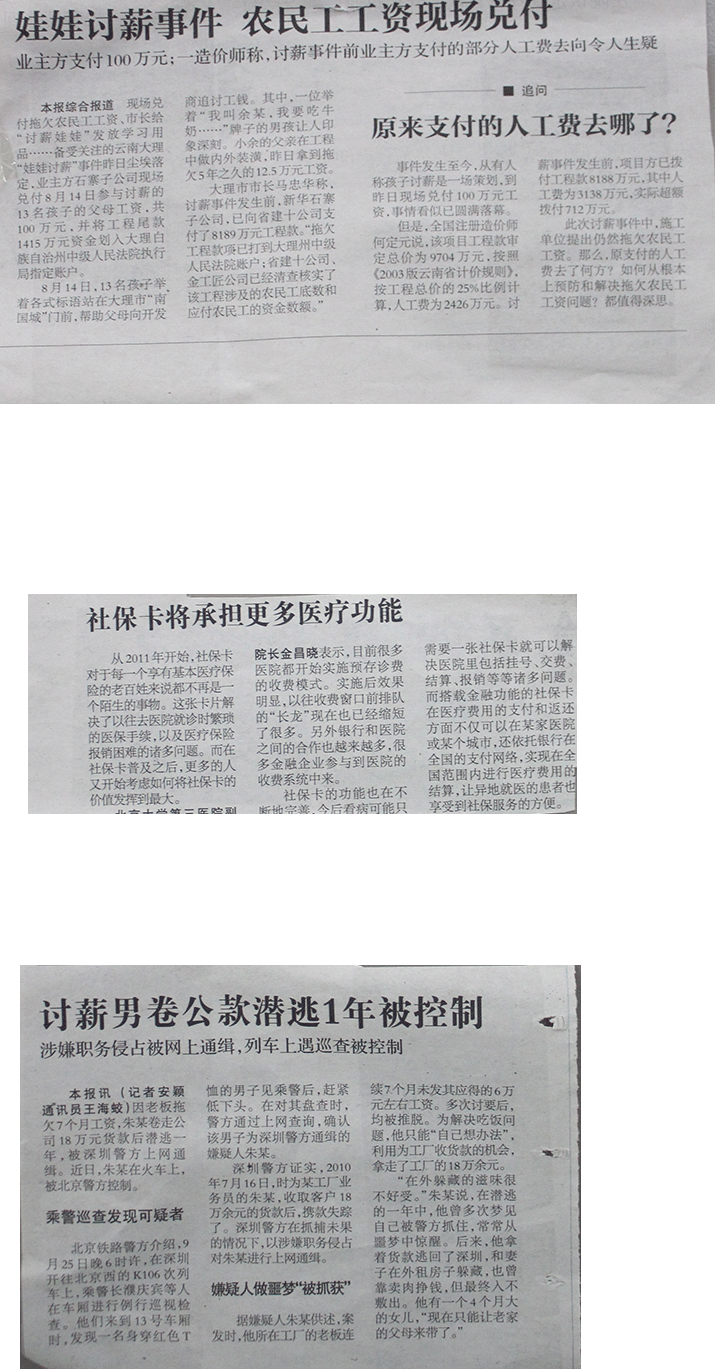 娃娃讨薪事件 农民工工资现场兑付
业主方支付100万元;一造价师称,讨薪事件前业主方支付的部分人工费去向令人生疑
本报综合报道 现场兑
付拖欠农民工工资、市长给
“讨薪娃娃”发放学习用
品……备受关注的云南大理
“娃娃讨薪”事件昨日尘埃落
定,业主方石寨子公司现场
兑付8月14日参与讨薪的
13名孩子的父母工资,共
100万元,并将工程尾款
1415万元资金划入大理白
族自治州中级人民法院执行
局指定账户。
8月14日,13名孩子举
着各式标语站在大理市“南
国城”门前,帮助父母向开发
商追讨工钱。其中,一位举
着“我叫余某,我要吃牛
奶……”牌子的男孩让人印
象深刻。小余的父亲在工程
中做内外装潢,昨日拿到拖
欠5年之久的12.5万元工资。
大理市市长马忠华称,
讨薪事件发生前,新华石寨
子公司,已向省建十公司支
付了8189万元工程款。“拖欠
工程款项已打到大理州中级
人民法院账户;省建十公司、
金工匠公司已经清查核实了
该工程涉及的农民工底数和
应付农民工的资金数额。”
■ 追问
原来支付的人工费去哪了?
事件发生至今,从有人
称孩子讨薪是一场策划,到
昨日现场兑付100万元工
资,事情看似已圆满落幕。
但是,全国注册造价师
何定元说,该项目工程款审
定总价为9704万元,按照
《2003版云南省计价规则》,
按工程总价的25%比例计
算,人工费为2426万元。讨
薪事件发生前,项目方已拨
付工程款8188万元,其中人
工费为3138万元,实际超额
拨付712万元。
此次讨薪事件中,施工
单位提出仍然拖欠农民工
工资。那么,原支付的人工
费去了何方?如何从根本
上预防和解决拖欠农民工
工资问题?都值得深思。
社保卡将承担更多医疗功能
从2011年开始,社保卡
对于每一个享有基本医疗保
险的老百姓来说都不再是一
个陌生的事物。这张卡片解
决了以往去医院就诊时繁琐
的医保手续,以及医疗保险
报销困难的诸多问题。而在
社保卡普及之后,更多的人
又开始考虑如何将社保卡的
价值发挥到最大。
北京大学第三医院副
院长金昌晓表示,目前很多
医院都开始实施预存诊费
的收费模式。实施后效果
明显,以往收费窗口前排队
的“长龙”现在也已经缩短
了很多。另外银行和医院
之间的合作也越来越多,很
多金融企业参与到医院的
收费系统中来。
社保卡的功能也在不
断地完善,今后看病可能只
需要一张社保卡就可以解
决医院里包括挂号、交费、
结算、报销等等诸多问题。
而搭载金融功能的社保卡
在医疗费用的支付和返还
方面不仅可以在某家医院
或某个城市,还依托银行在
全国的支付网络,实现在全
国范围内进行医疗费用的
结算,让异地就医的患者也
享受到社保服务的方便。
讨薪男卷公款潜逃1年被控制
涉嫌职务侵占被网上通缉,列车上遇巡查被控制
本报讯(记者安颖
通讯员王海蛟)因老板拖
欠7个月工资,朱某卷走公
司18万元货款后潜逃一
年,被深圳警方上网通
缉。近日,朱某在火车上,
被北京警方控制。
乘警巡查发现可疑者
北京铁路警方介绍,9
月25日晚6时许,在深圳
开往北京西的K106次列
车上,乘警长濮庆宾等人
在车厢进行例行巡视检
查。他们来到13号车厢
时,发现一名身穿红色T
恤的男子见乘警后,赶紧
低下头。在对其盘查时,
警方通过上网查询,确认
该男子为深圳警方通缉的
嫌疑人朱某。
深圳警方证实,2010
年7月16日,时为某工厂业
务员的朱某,收取客户18
万余元的货款后,携款失踪
了。深圳警方在抓捕未果
的情况下,以涉嫌职务侵占
对朱某进行上网通缉。
嫌疑人做噩梦“被抓获”
据嫌疑人朱某供述,案
发时,他所在工厂的老板连
续7个月未发其应得的6万
元左右工资。多次讨要后,
均被推脱。为解决吃饭问
题,他只能“自己想办法”,
利用为工厂收货款的机会,
拿走了工厂的18万余元。
“在外躲藏的滋味很
不好受。”朱某说,在潜逃
的一年中,他曾多次梦见
自己被警方抓住,常常从
噩梦中惊醒。后来,他拿
着货款逃回了深圳,和妻
子在外租房子躲藏,也曾
靠卖肉挣钱,但最终入不
敷出。他有一个4个月大
的女儿,“现在只能让老家
的父母来带了。”